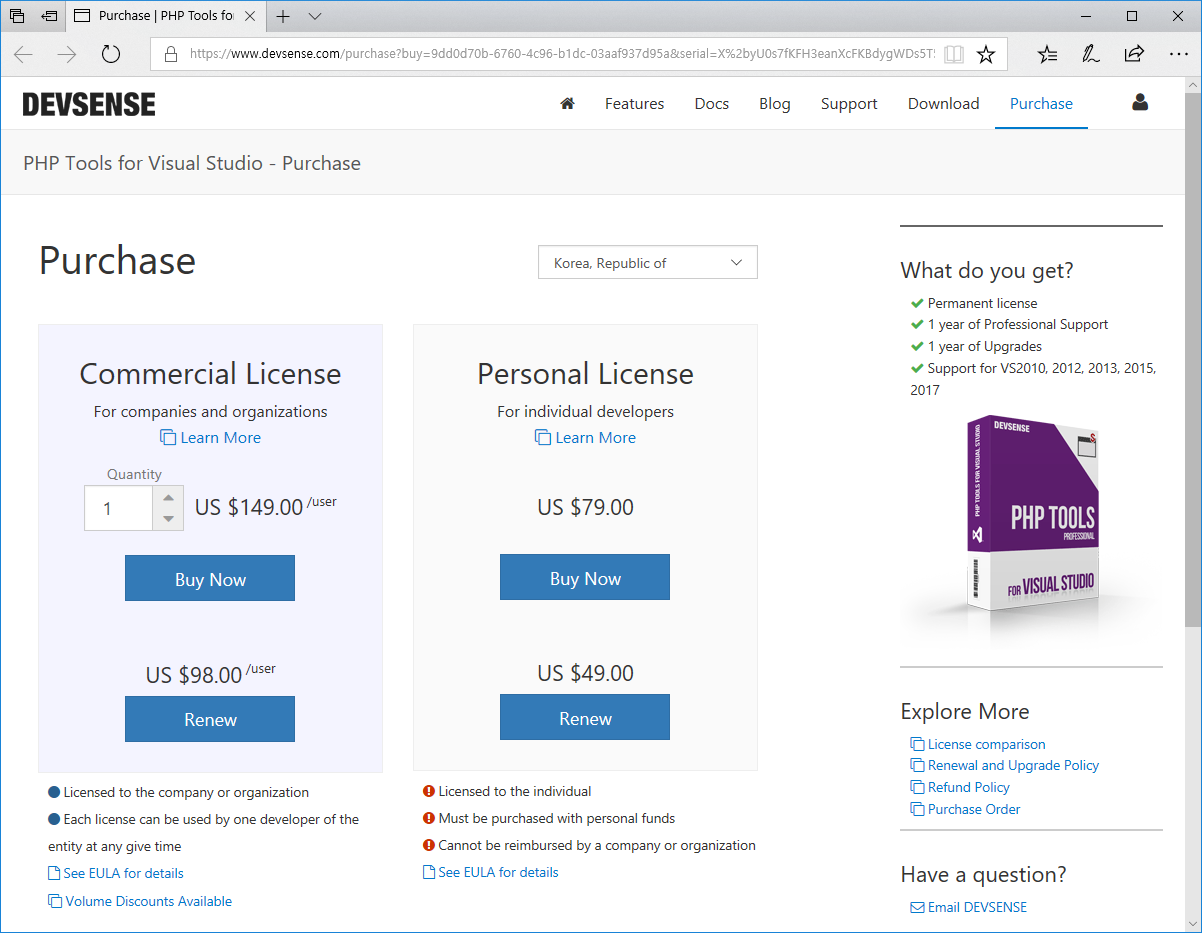 Purchase | PHP Tools fo
https://www.devsense.com/purchase?buy=9dd0d70b-6760-4c96-b1dc-03aaf937d95a&serial=X%2byU0s7fKFH3eanXcFKBdygWDs5T
DEVSENSE
Features Docs Blog Support Download Purchase
PHP Tools for Visual Studio - Purchase
Purchase
Korea, Republic of
Commercial License
For companies and organizations
Learn More
Quantity
1 US $149.00 /user
Buy Now
US $98.00 /user
Renew
Licensed to the company or organization
Each license can be used by one developer of the
entity at any give time
See EULA for details
Volume Discounts Available
Personal License
For individual developers
Learn More
US $79.00
Buy Now
US $49.00
Renew
Licensed to the individual
Must be purchased with personal funds
Cannot be reimbursed by a company or organization
See EULA for details
What do you get?
Permanent license
1 year of Professional Support
1 year of Upgrades
Support for VS2010, 2012, 2013, 2015,
2017
DEVSENSE
PHP TOOLS FOR VISUAL STUDIO
PHP TOOLS
PROFESSIONAL
FOR VISUAL STUDIO
Explore More
License comparison
Renewal and Upgrade Policy
Refund Policy
Purchase Order
Have a question?
Email DEVSENSE